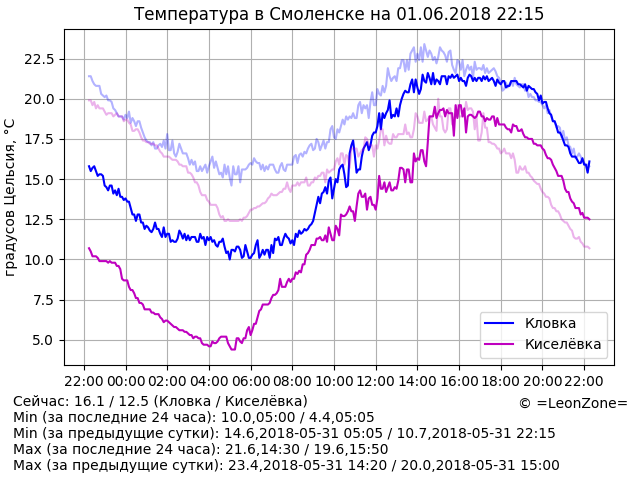 Температура в Смоленске на 01.06.2018 22:15
градусов Цельсия, °C
22.5
20.0
17.5
15.0
12.5
10.0
7.5
5.0
Кловка
Киселёвка
22:00 00:00 02:00 04:00 06:00 08:00 10:00 12:00 14:00 16:00 18:00 20:00 22:00
Сейчас: 16.1 / 12.5 (Кловка / Киселёвка)
© =LeonZone=
Min (за последние 24 часа): 10.0,05:00 / 4.4,05:05
Min (за предыдущие сутки): 14.6,2018-05-31 05:05 / 10.7,2018-05-31 22:15
Max (за последние 24 часа): 21.6,14:30 / 19.6,15:50
Max (за предыдущие сутки): 23.4,2018-05-31 14:20 / 20.0,2018-05-31 15:00